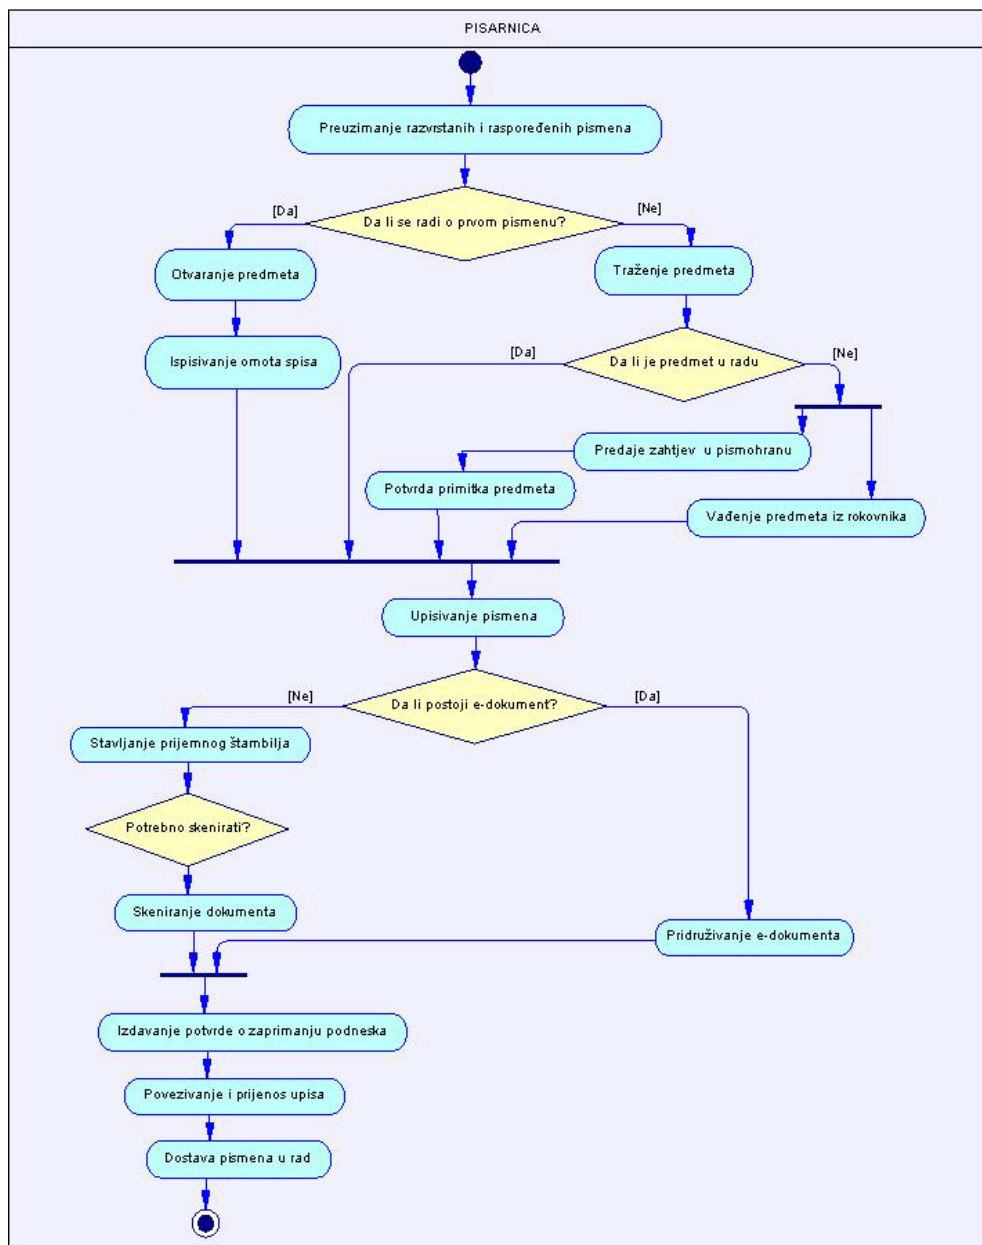 PISARNICA
Preuzimanje razvrstanih i raspoređenih pismena
Da li se radi o prvom pismenu?
[Da]
[Ne]
Otvaranje predmeta
Traženje predmeta
Ispisivanje omota spisa
Da li je predmet u radu
[Da]
[Ne]
Predaje zahtjev u pismohranu
Potvrda primitka predmeta
Vađenje predmeta iz rokovnika
Upisivanje pismena
Da li postoji e-dokument?
[Ne]
[Da]
Stavljanje prijemnog štambilja
Potrebno skenirati?
Skeniranje dokumenta
Pridruživanje e-dokumenta
Izdavanje potvrde o zaprimanju podneska
Povezivanje i prijenos upisa
Dostava pismena u rad